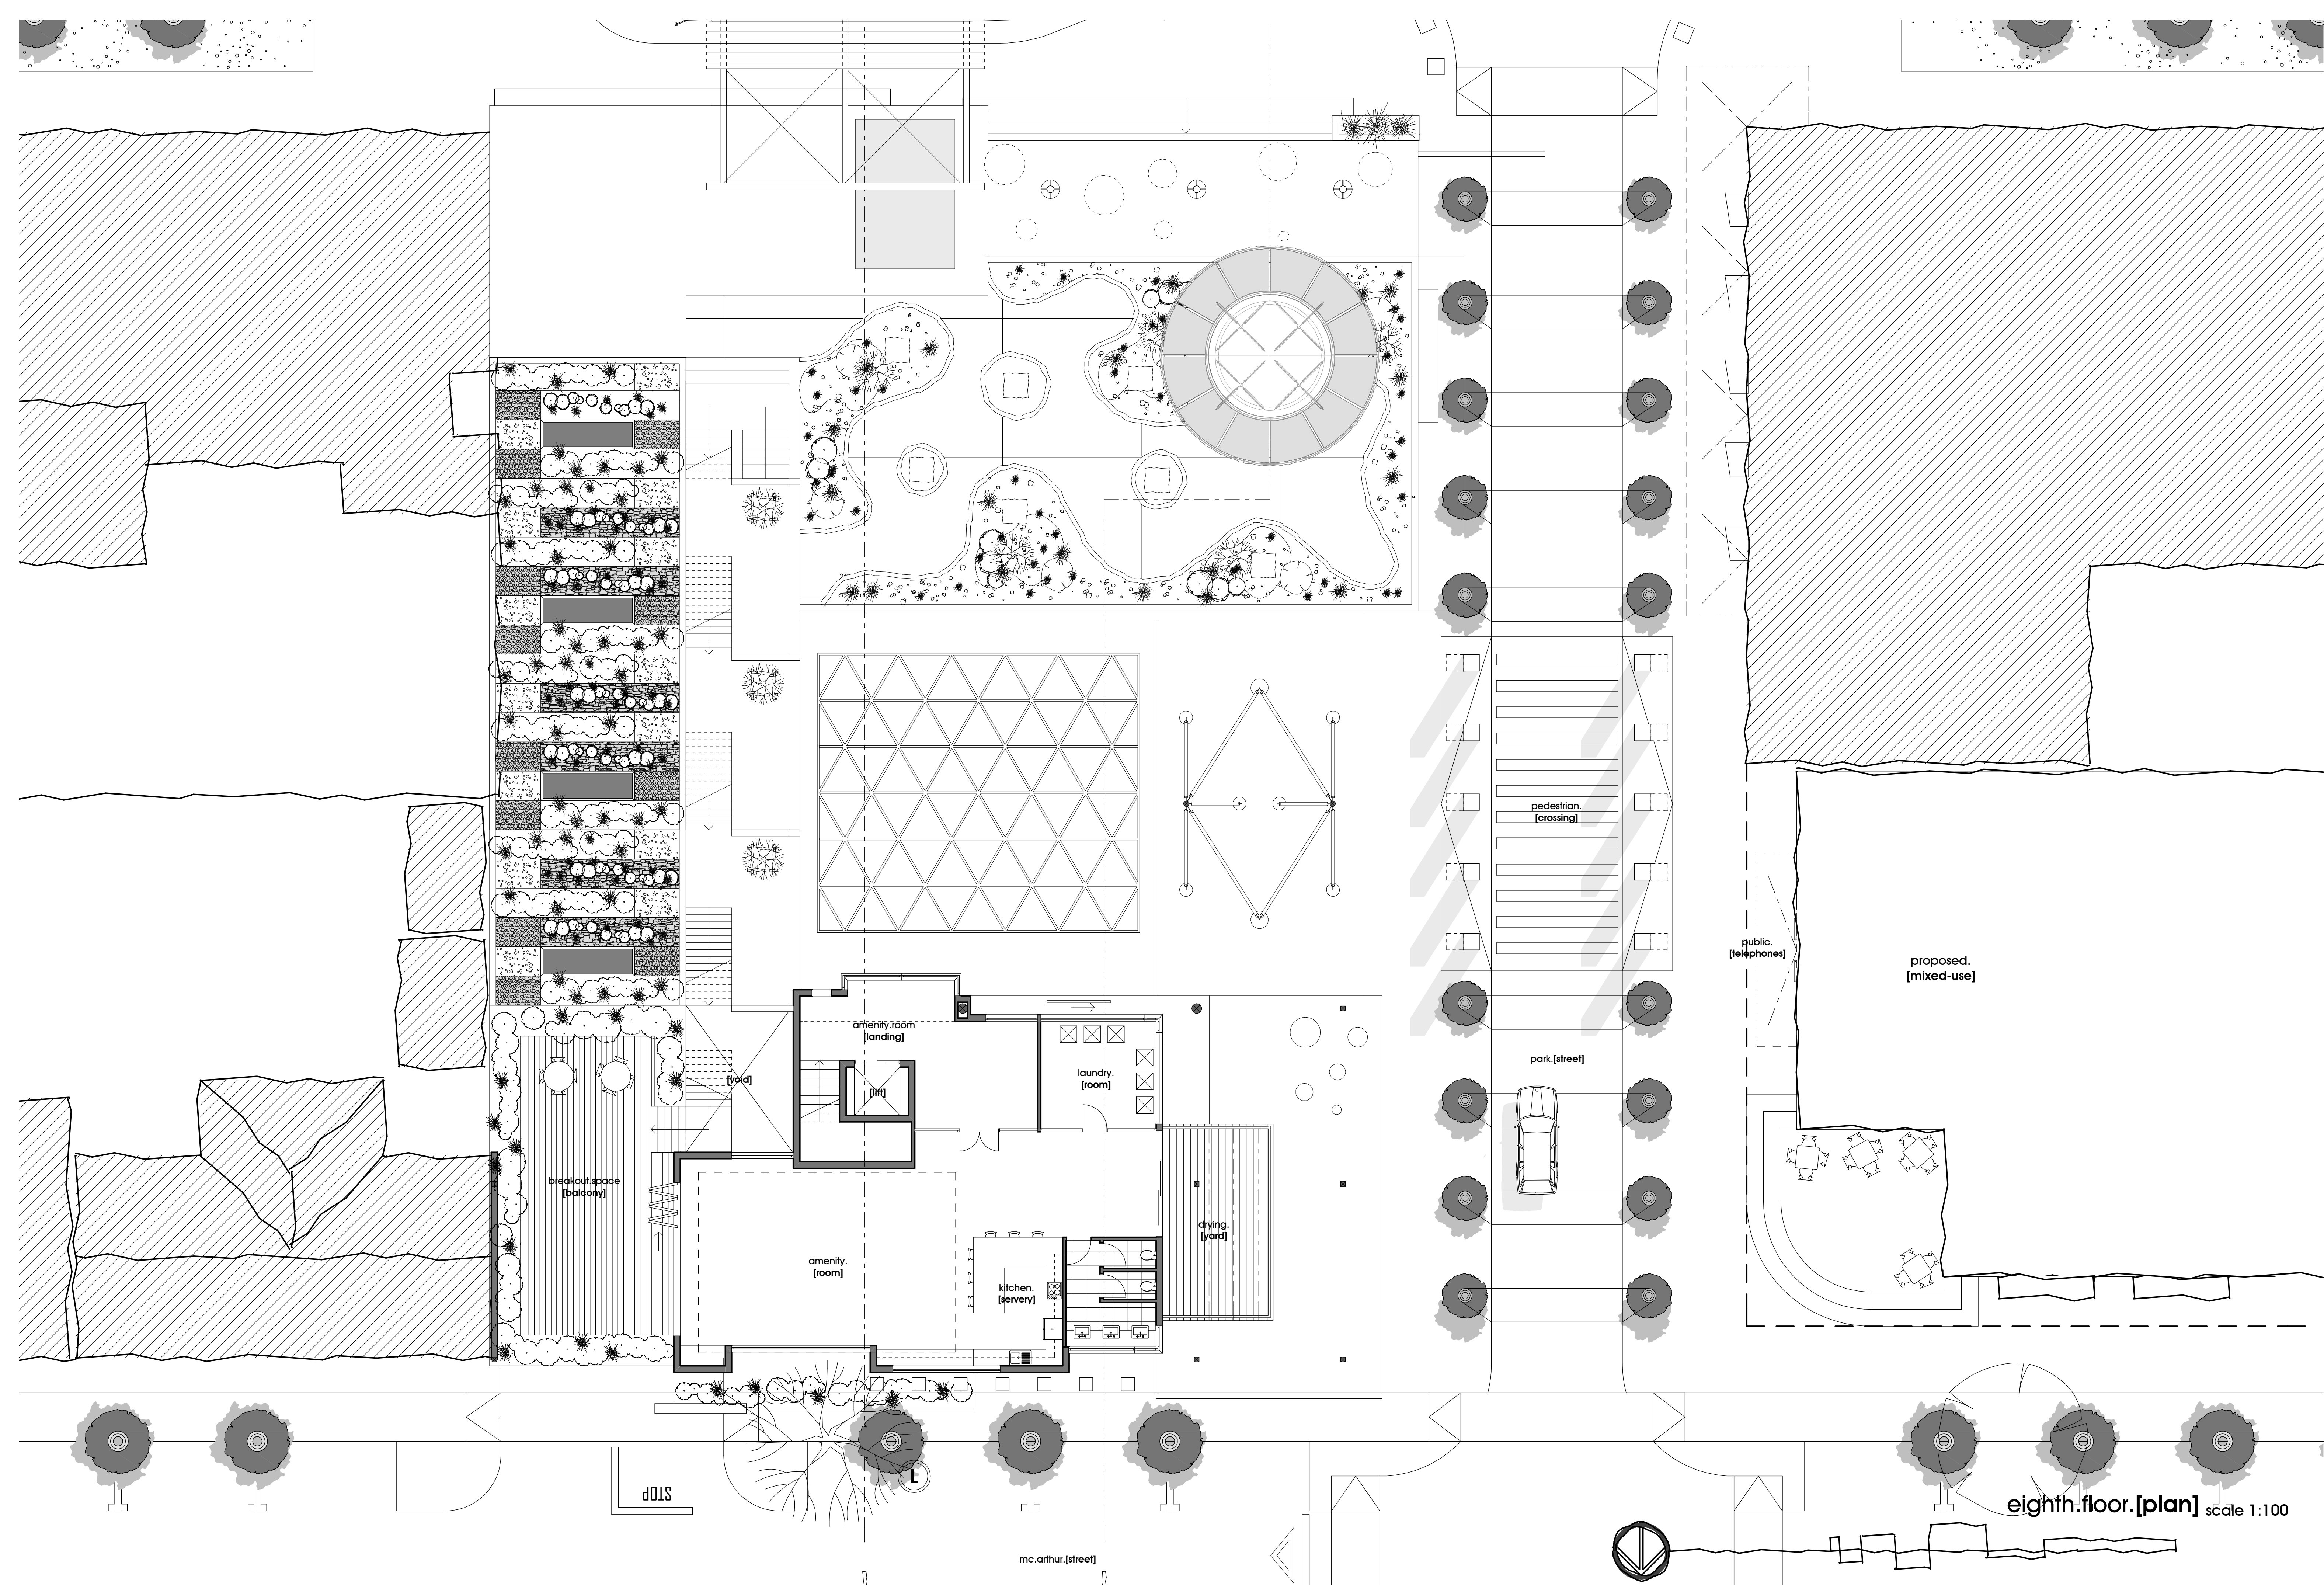 pedestrian.
[crossing]
public.
[telephones]
proposed.
[mixed-use]
amenity.room
[landing]
park.[street]
laundry.
[room]
[void]
[lift]
breakout.space
[balcony]
drying.
[yard]
amenity.
[room]
kitchen.
[servery]
L
STOP
eighth.floor.[plan] scale 1:100
mc.arthur.[street]